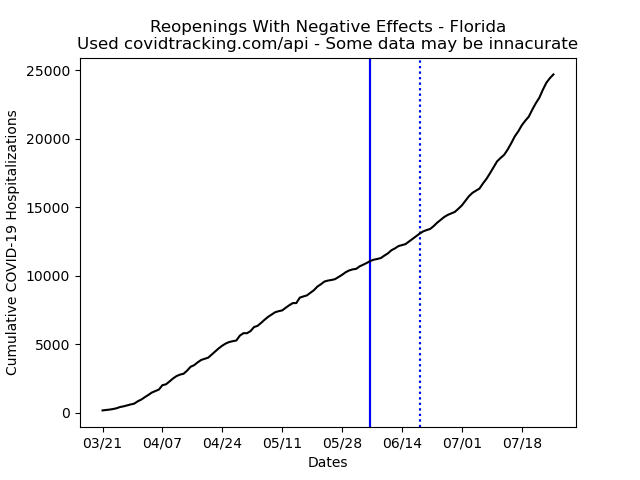 Reopenings With Negative Effects - Florida
Used covidtracking.com/api - Some data may be innacurate
25000
20000
15000
10000
5000
0
Cumulative COVID-19 Hospitalizations
03/21 04/07 04/24 05/11 05/28 06/14 07/01 07/18
Dates